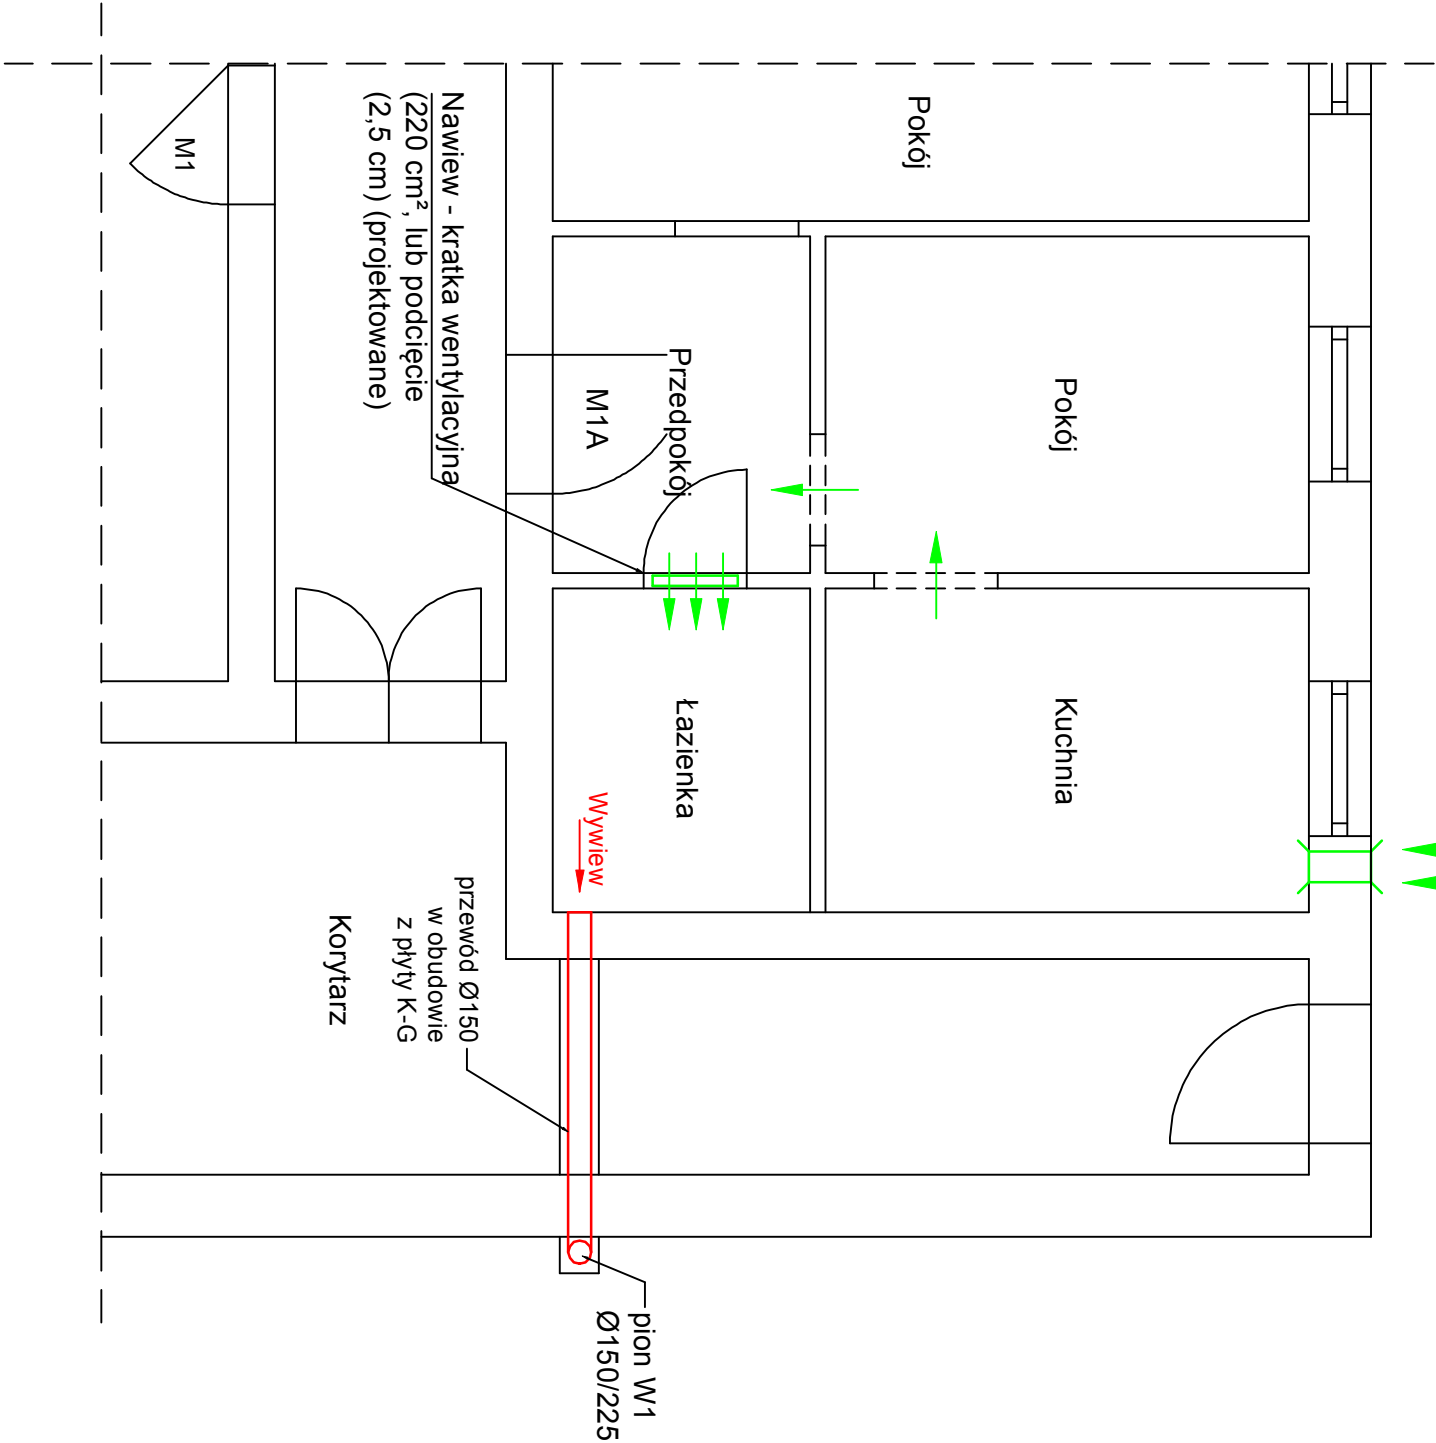 Pokój
M1
Nawiew - kratka wentylacyjna
(220 cm², lub podcięcie
(2,5 cm) (projektowane)
Przedpokój
M1A
Pokój
Kuchnia
Łazienka
Wywiew
przewód Ø150
w obudowie
z płyty K-G
Korytarz
pion W1
Ø150/225